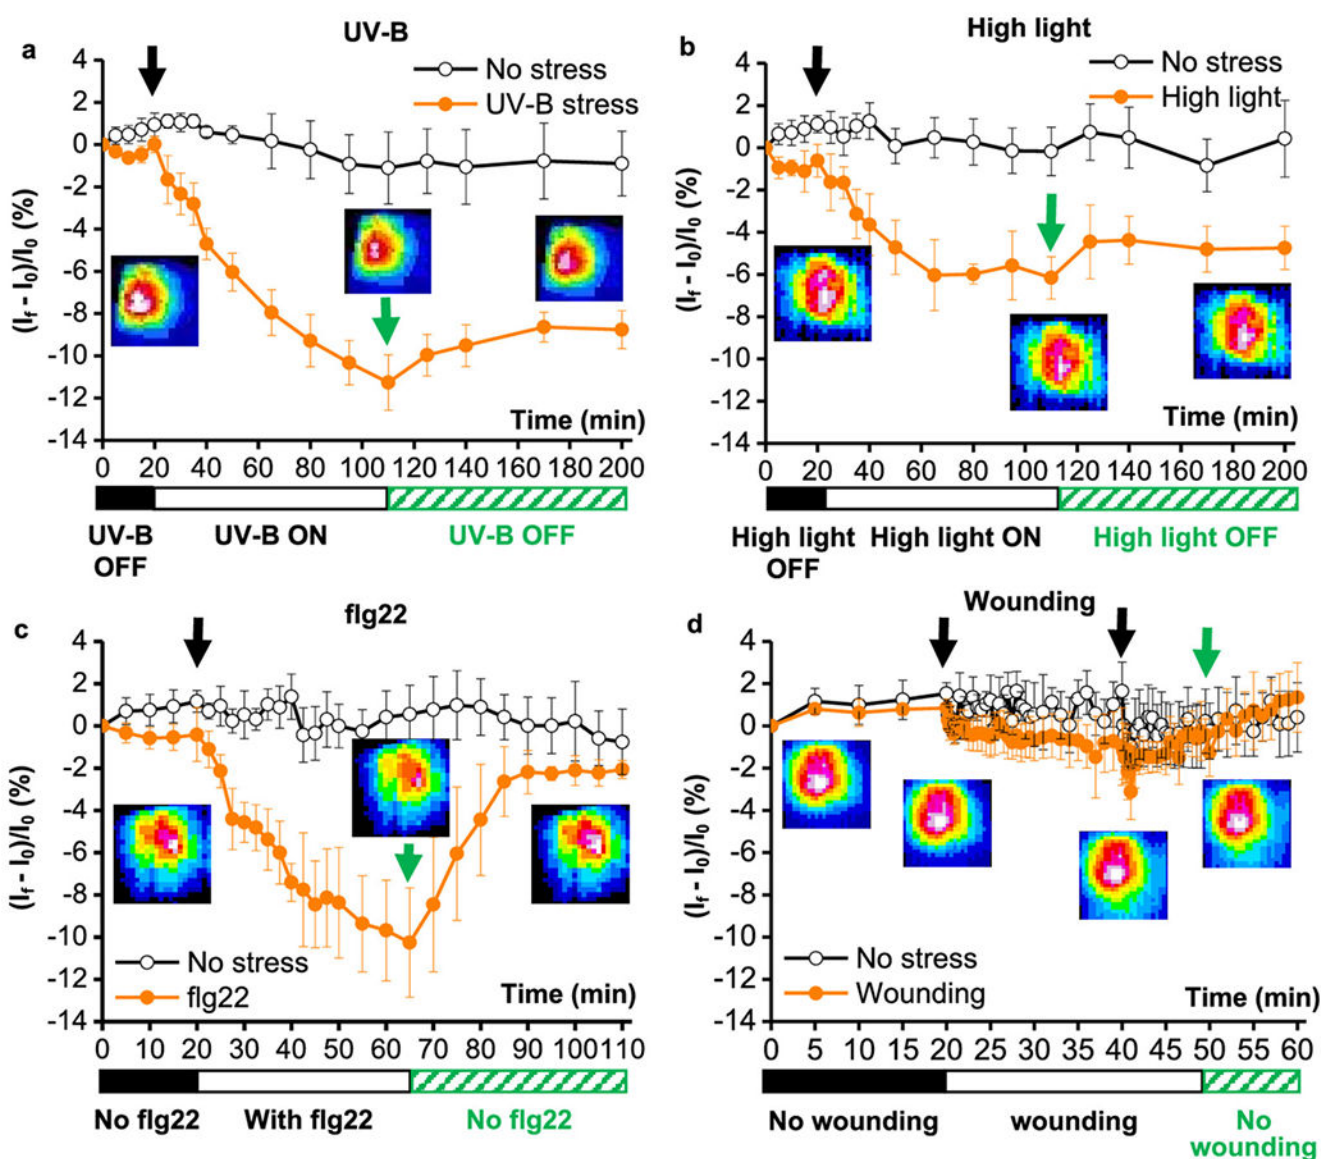 a
UV-B
No stress
UV-B stress
(If - I0)/I0 (%)
4
2
0
-2
-4
-6
-8
-10
-12
-14
Time (min)
0 20 40 60 80 100 120 140 160 180 200
UV-B OFF
UV-B ON
UV-B OFF
b
High light
No stress
High light
(If - I0)/I0 (%)
4
2
0
-2
-4
-6
-8
-10
-12
-14
Time (min)
0 20 40 60 80 100 120 140 160 180 200
High light OFF
High light ON
High light OFF
c
flg22
(If - I0)/I0 (%)
4
2
0
-2
-4
-6
-8
-10
-12
-14
No stress
flg22
Time (min)
0 10 20 30 40 50 60 70 80 90 100 110
No flg22
With flg22
No flg22
d
Wounding
(If - I0)/I0 (%)
4
2
0
-2
-4
-6
-8
-10
-12
-14
No stress
Wounding
Time (min)
0 5 10 15 20 25 30 35 40 45 50 55 60
No wounding
wounding
No
wounding